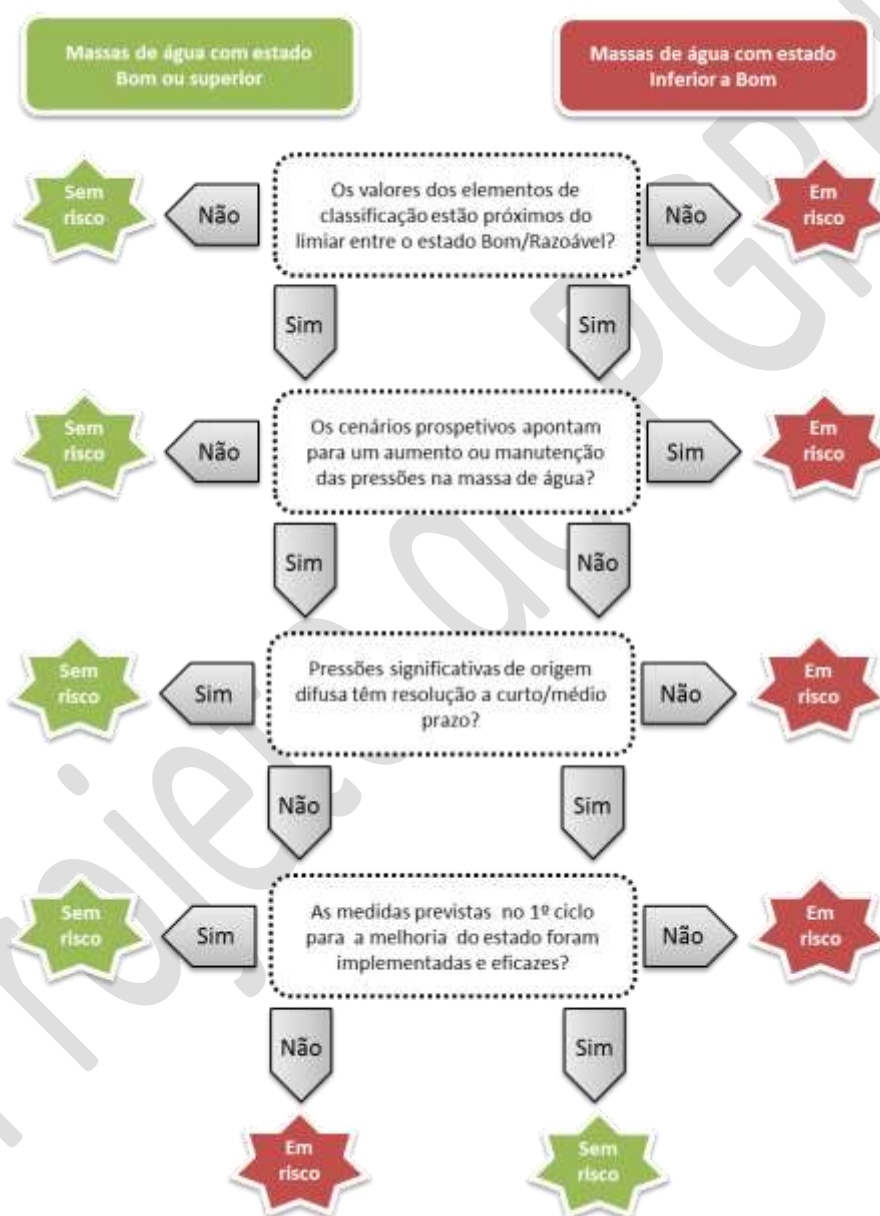 Massas de água com estado
Bom ou superior
Massas de água com estado
Inferior a Bom
Sem
risco
Não
Os valores dos elementos de
classificação estão próximos do
limiar entre o estado Bom/Razoável?
Não
Em
risco
Sim
Sim
Sem
risco
Não
Os cenários prospetivos apontam
para um aumento ou manutenção
das pressões na massa de água?
Sim
Em
risco
Sim
Não
Sem
risco
Sim
Pressões significativas de origem
difusa têm resolução a curto/médio
prazo?
Não
Em
risco
Não
Sim
Sem
risco
Sim
As medidas previstas no 1º ciclo
para a melhoria do estado foram
implementadas e eficazes?
Não
Em
risco
Não
Sim
Em
risco
Sem
risco